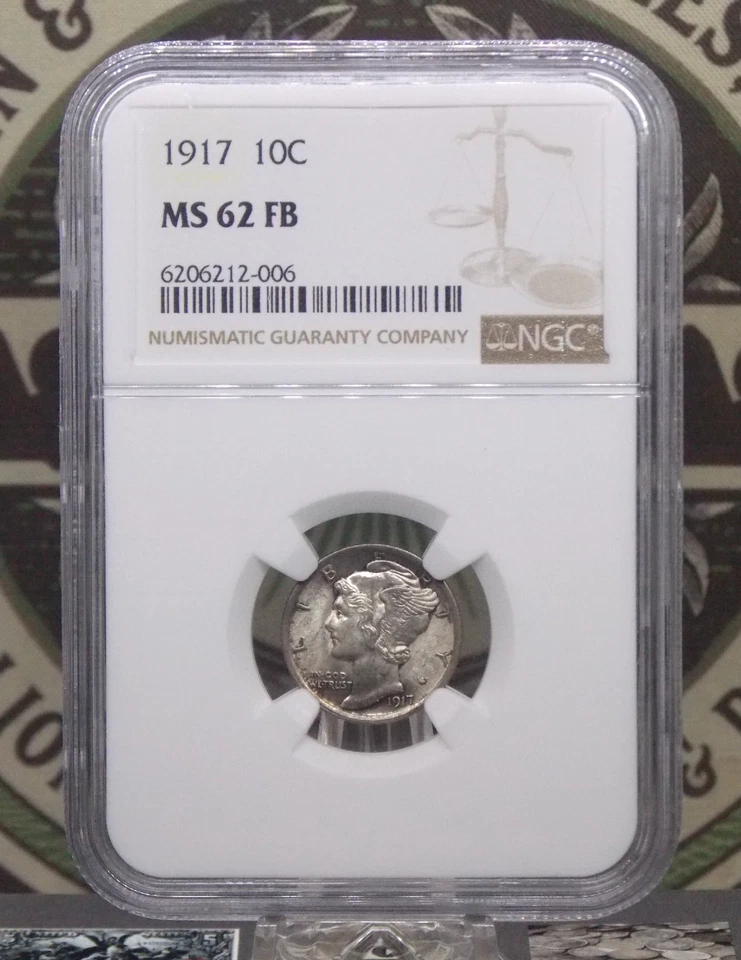 1917 10C
MS 62 FB
6206212-006
NUMISMATIC GUARANTY COMPANY
NGC®
LIBERTY
IN GOD
WE TRUST
1917